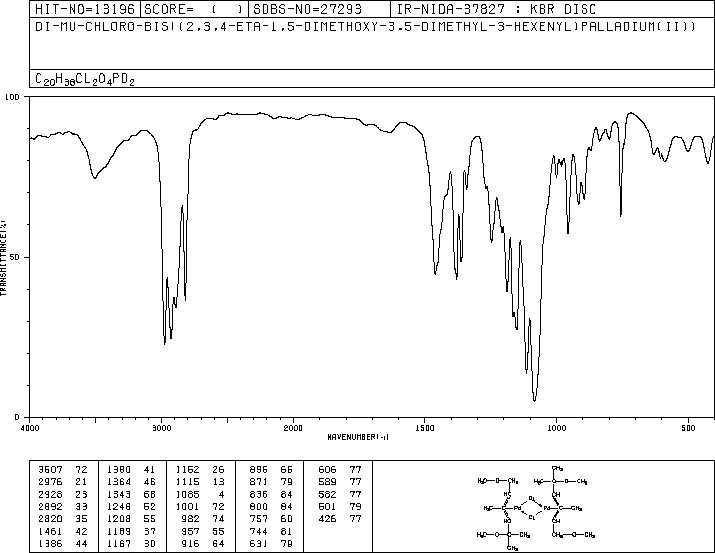 HIT-NO=13196 SCORE= ( ) SDBS-NO=27293 IR-NIDA-37827 : KBR DISC
DI-MU-CHLORO-BIS((2,3,4-ETA-1,5-DIMETHOXY-3,5-DIMETHYL-3-HEXENYL)PALLADIUM(II))
C20H38CL2O4PD2
100
50
0
TRANSMITTANCE(%)
4000 3000 2000 1500 1000 500
WAVENUMBER(-1)
3507 72 1380 41 1162 26 896 66 606 77
2976 21 1364 46 1115 13 871 79 589 77
2928 23 1343 68 1085 4 836 84 582 77
2892 33 1248 52 1001 72 800 84 501 79
2820 35 1208 55 982 74 757 60 426 77
1461 42 1189 37 957 55 744 81
1386 44 1167 30 916 64 631 79